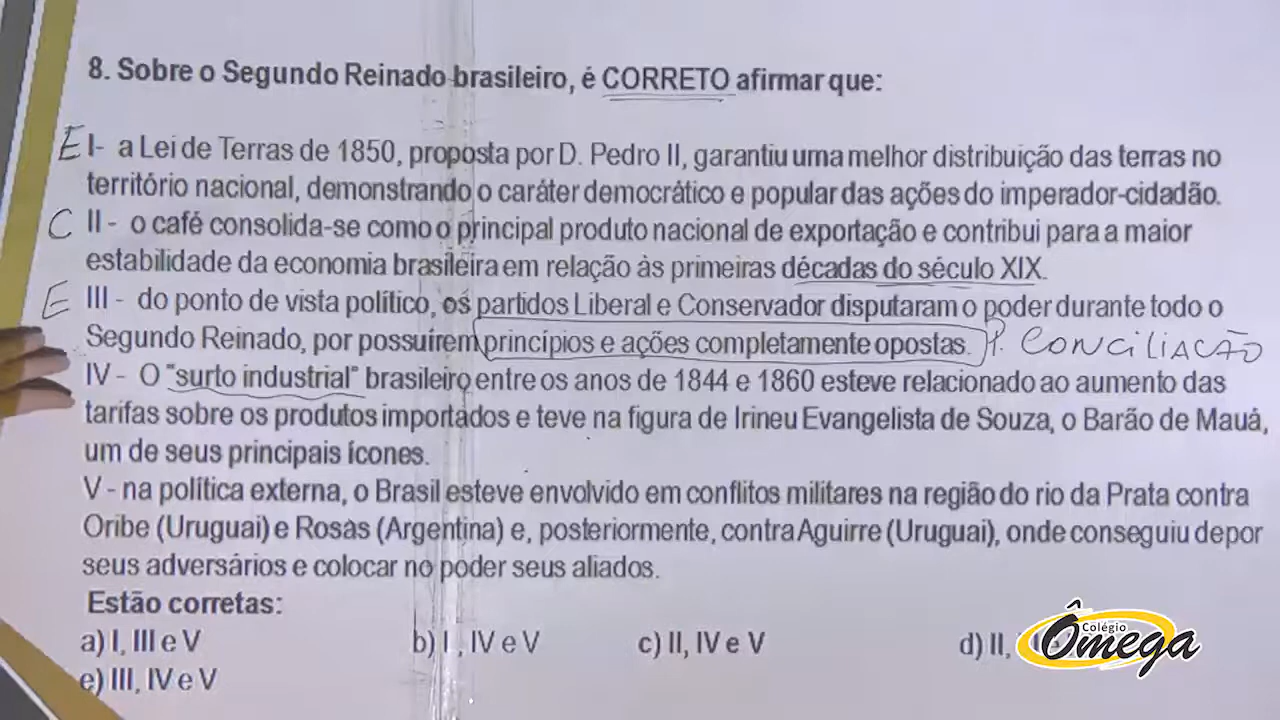 8. Sobre o Segundo Reinado brasileiro, é CORRETO afirmar que:
E I- a Lei de Terras de 1850, proposta por D. Pedro II, garantiu uma melhor distribuição das terras no
território nacional, demonstrando o caráter democrático e popular das ações do imperador-cidadão.
C II - o café consolida-se como o principal produto nacional de exportação e contribui para a maior
estabilidade da economia brasileira em relação às primeiras décadas do século XIX.
E III - do ponto de vista político, os partidos Liberal e Conservador disputaram o poder durante todo o
Segundo Reinado, por possuírem princípios e ações completamente opostas. P. CONCILIAÇÃO
IV - O "surto industrial" brasileiro entre os anos de 1844 e 1860 esteve relacionado ao aumento das
tarifas sobre os produtos importados e teve na figura de Irineu Evangelista de Souza, o Barão de Mauá,
um de seus principais ícones.
V - na política externa, o Brasil esteve envolvido em conflitos militares na região do rio da Prata contra
Oribe (Uruguai) e Rosas (Argentina) e, posteriormente, contra Aguirre (Uruguai), onde conseguiu depor
seus adversários e colocar no poder seus aliados.
Estão corretas:
a) I, III e V b) I , IV e V c) II, IV e V d) II,
e) III, IV e V
Colégio
Ômega